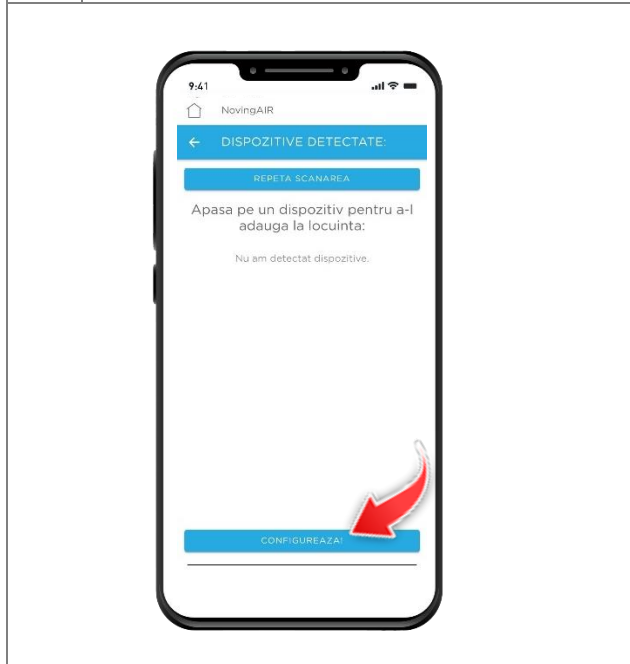 9:41
NovingAIR
DISPOZITIVE DETECTATE:
REPETA SCANAREA
Apasa pe un dispozitiv pentru a-l
adauga la locuinta:
Nu am detectat dispozitive.
CONFIGUREAZA!